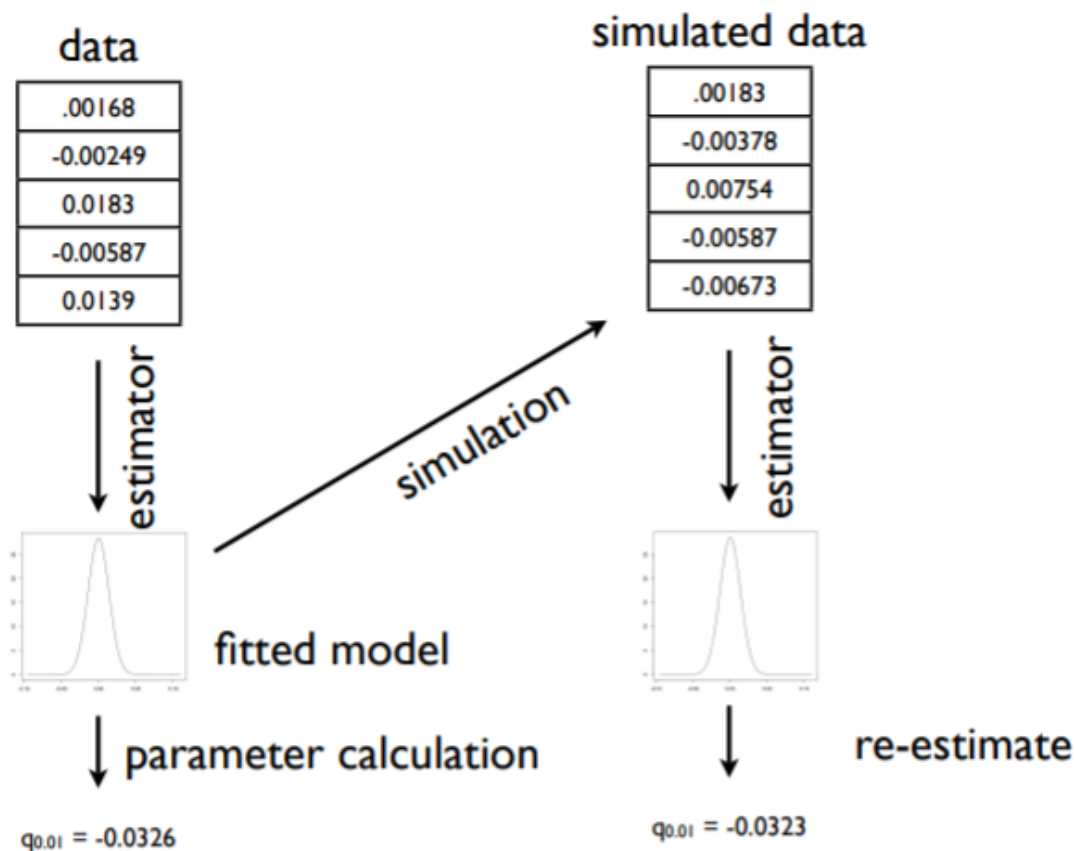 data
.00168
-0.00249
0.0183
-0.00587
0.0139
estimator
fitted model
parameter calculation
q0.01 = -0.0326
simulation
simulated data
.00183
-0.00378
0.00754
-0.00587
-0.00673
estimator
re-estimate
q0.01 = -0.0323